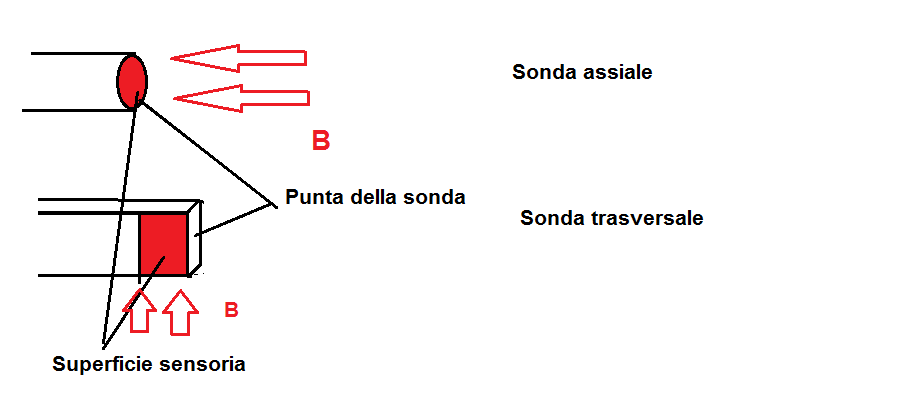 Sonda assiale
B
Punta della sonda
Sonda trasversale
B
Superficie sensoria